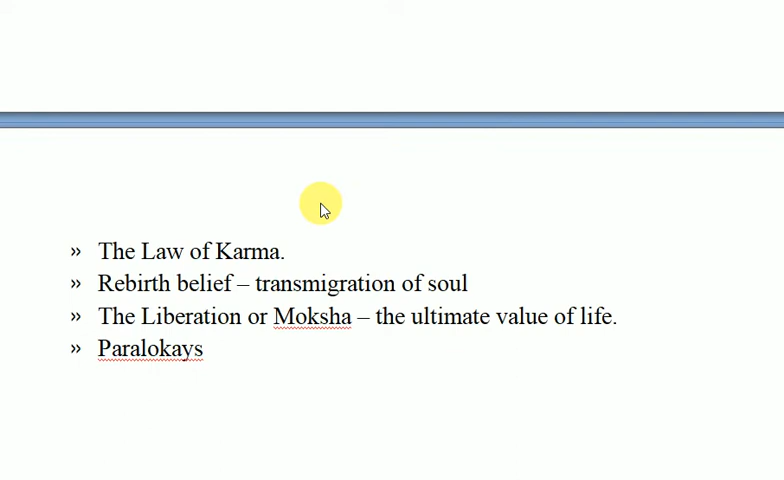 » The Law of Karma.
» Rebirth belief – transmigration of soul
» The Liberation or Moksha – the ultimate value of life.
» Paralokays